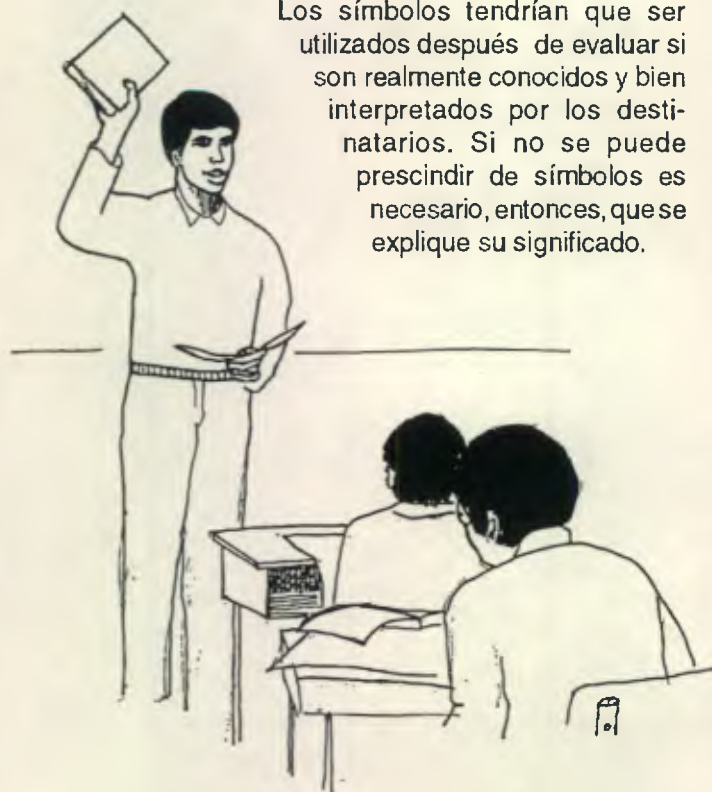 Los símbolos tendrían que ser
utilizados después de evaluar si
son realmente conocidos y bien
interpretados por los desti-
natarios. Si no se puede
prescindir de símbolos es
necesario, entonces, que se
explique su significado.